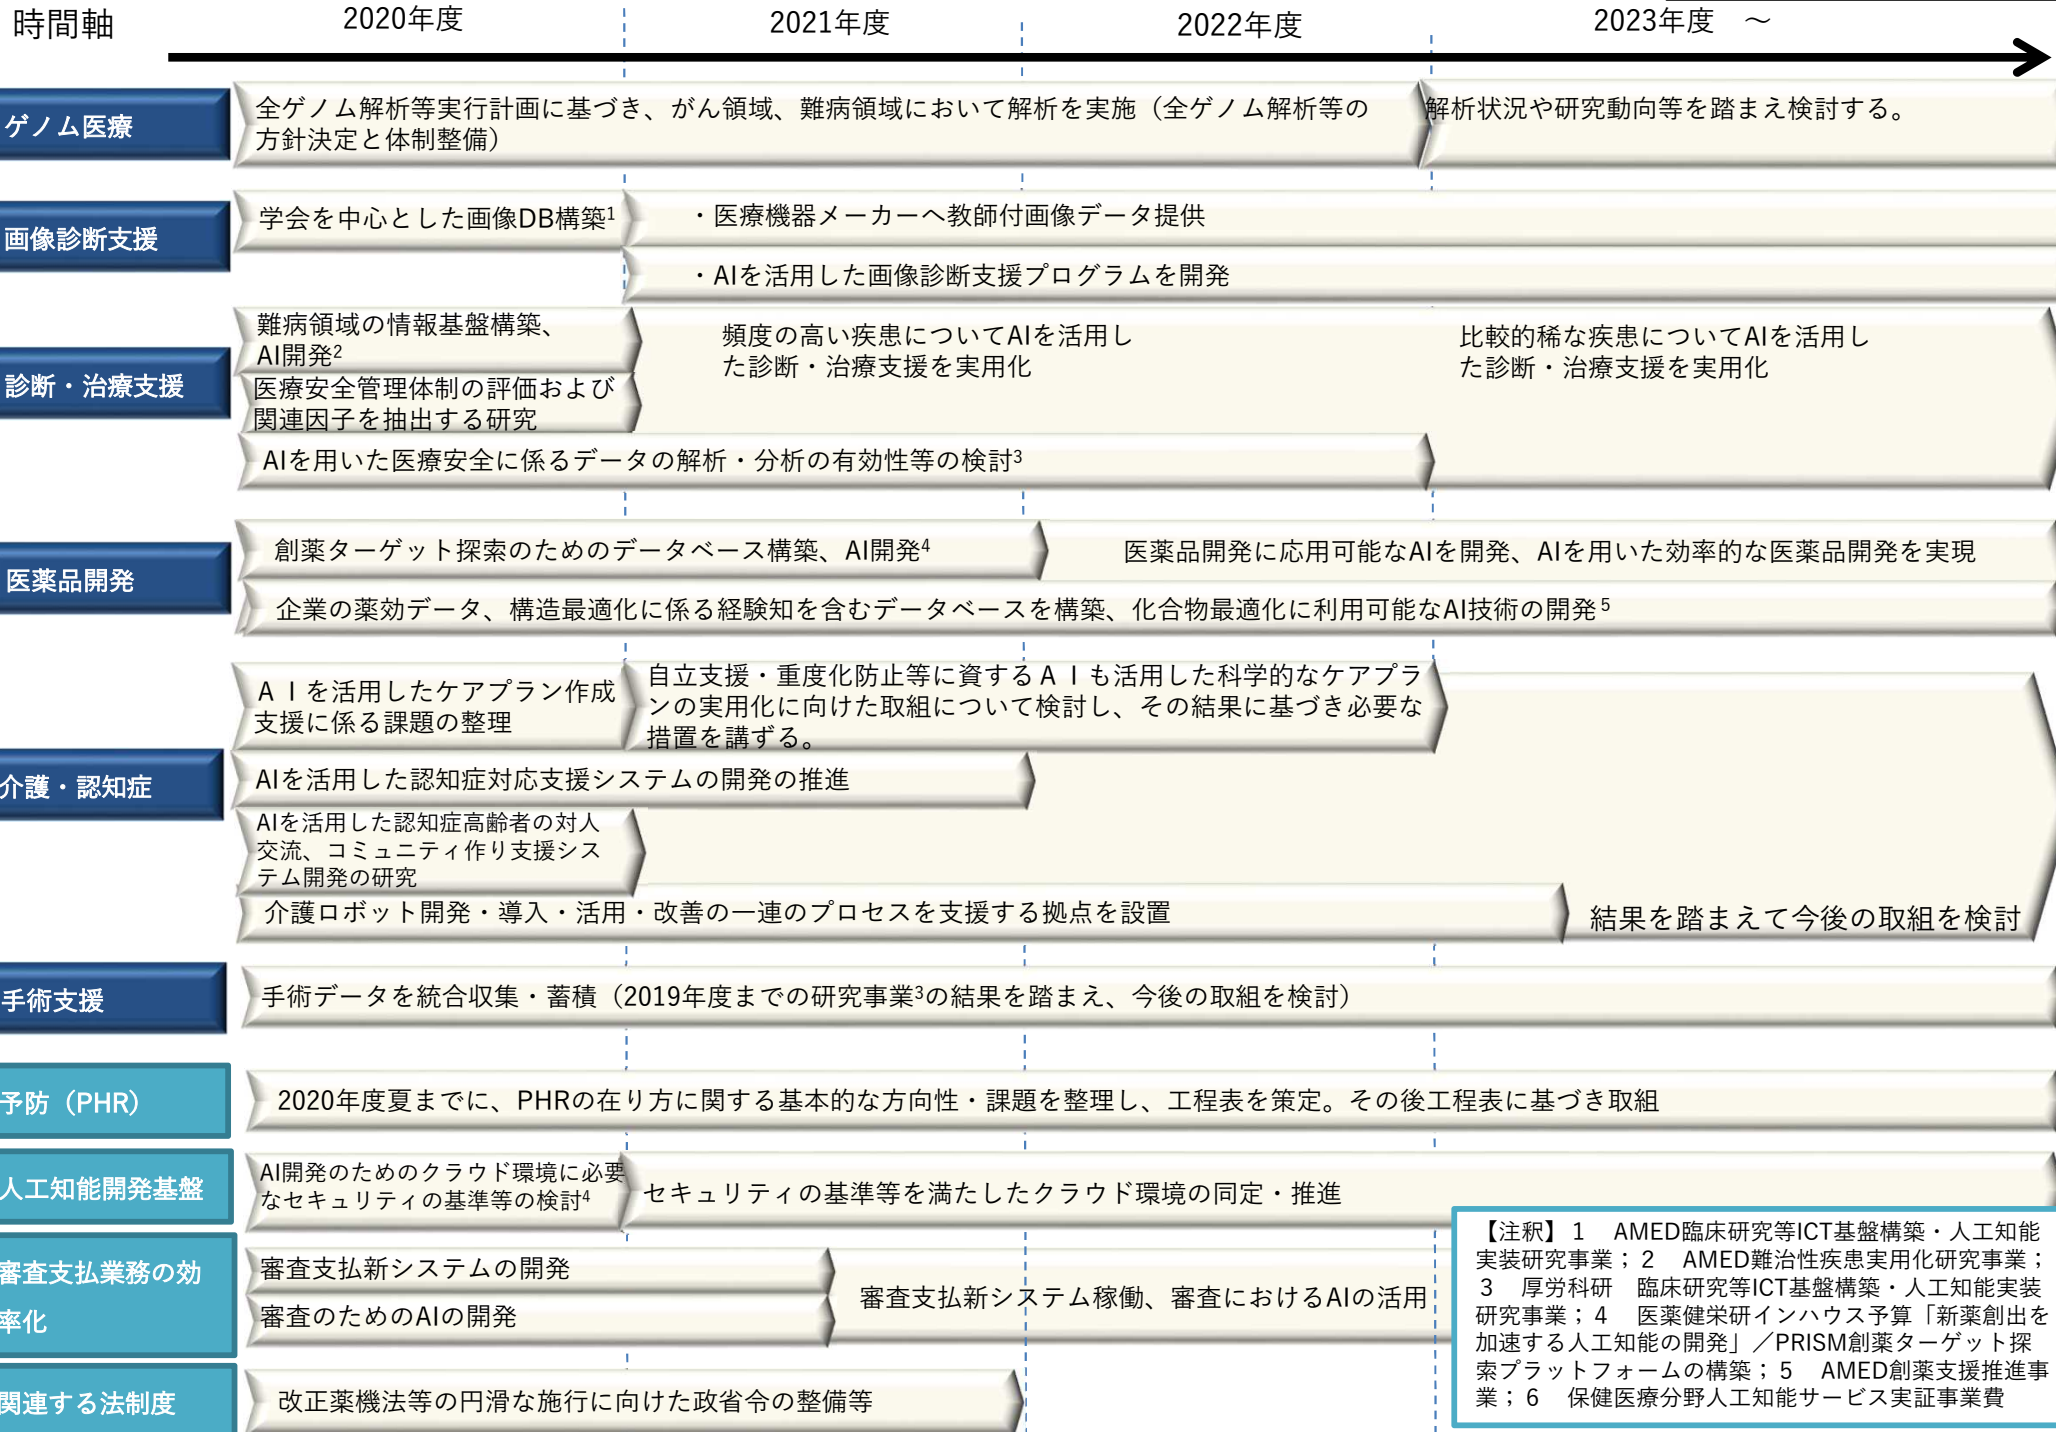 時間軸
2020年度
2021年度
2022年度
2023年度　～
ゲノム医療
全ゲノム解析等実行計画に基づき、がん領域、難病領域において解析を実施（全ゲノム解析等の
方針決定と体制整備）
解析状況や研究動向等を踏まえ検討する。
画像診断支援
学会を中心とした画像DB構築1
・医療機器メーカーへ教師付画像データ提供
・AIを活用した画像診断支援プログラムを開発
診断・治療支援
難病領域の情報基盤構築、
AI開発2
医療安全管理体制の評価および
関連因子を抽出する研究
頻度の高い疾患についてAIを活用し
た診断・治療支援を実用化
比較的稀な疾患についてAIを活用し
た診断・治療支援を実用化
AIを用いた医療安全に係るデータの解析・分析の有効性等の検討3
医薬品開発
創薬ターゲット探索のためのデータベース構築、AI開発4
医薬品開発に応用可能なAIを開発、AIを用いた効率的な医薬品開発を実現
企業の薬効データ、構造最適化に係る経験知を含むデータベースを構築、化合物最適化に利用可能なAI技術の開発5
介護・認知症
ＡＩを活用したケアプラン作成
支援に係る課題の整理
自立支援・重度化防止等に資するＡＩも活用した科学的なケアプラ
ンの実用化に向けた取組について検討し、その結果に基づき必要な
措置を講ずる。
AIを活用した認知症対応支援システムの開発の推進
AIを活用した認知症高齢者の対人
交流、コミュニティ作り支援シス
テム開発の研究
介護ロボット開発・導入・活用・改善の一連のプロセスを支援する拠点を設置
結果を踏まえて今後の取組を検討
手術支援
手術データを統合収集・蓄積（2019年度までの研究事業3の結果を踏まえ、今後の取組を検討）
予防（PHR）
2020年度夏までに、PHRの在り方に関する基本的な方向性・課題を整理し、工程表を策定。その後工程表に基づき取組
人工知能開発基盤
AI開発のためのクラウド環境に必要
なセキュリティの基準等の検討4
セキュリティの基準等を満たしたクラウド環境の同定・推進
審査支払業務の効
率化
審査支払新システムの開発
審査のためのAIの開発
審査支払新システム稼働、審査におけるAIの活用
関連する法制度
改正薬機法等の円滑な施行に向けた政省令の整備等
【注釈】1　AMED臨床研究等ICT基盤構築・人工知能
実装研究事業；2　AMED難治性疾患実用化研究事業；
3　厚労科研　臨床研究等ICT基盤構築・人工知能実装
研究事業；4　医薬健栄研インハウス予算「新薬創出を
加速する人工知能の開発」／PRISM創薬ターゲット探
索プラットフォームの構築；5　AMED創薬支援推進事
業；6　保健医療分野人工知能サービス実証事業費